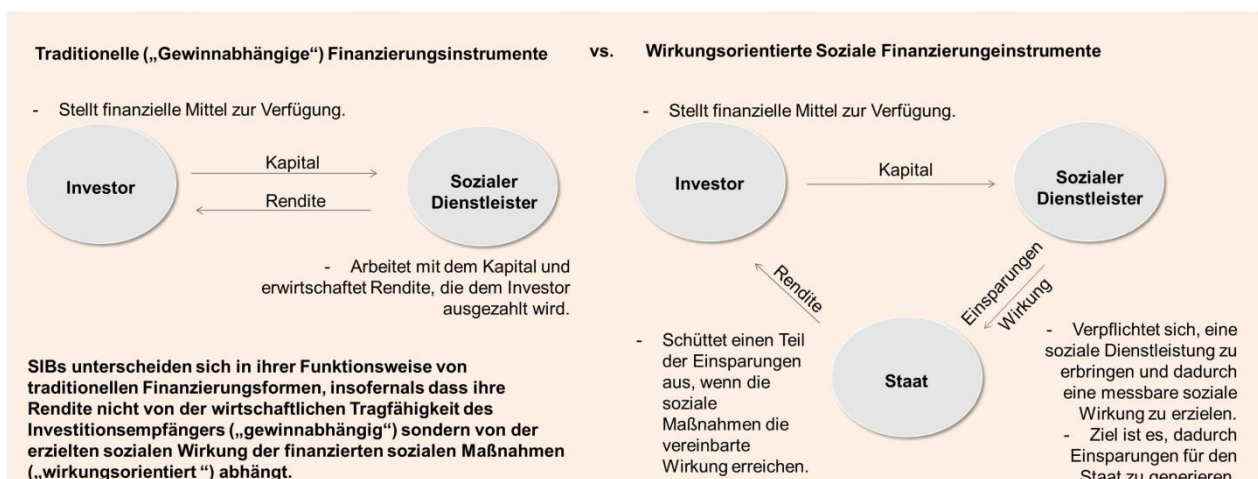 Traditionelle („Gewinnabhängige“) Finanzierungsinstrumente
vs.
Wirkungsorientierte Soziale Finanzierungeinstrumente
- Stellt finanzielle Mittel zur Verfügung.
Investor
Kapital
Rendite
Sozialer
Dienstleister
- Arbeitet mit dem Kapital und
erwirtschaftet Rendite, die dem Investor
ausgezahlt wird.
SIBs unterscheiden sich in ihrer Funktionsweise von
traditionellen Finanzierungsformen, insofernals dass ihre
Rendite nicht von der wirtschaftlichen Tragfähigkeit des
Investitionsempfängers („gewinnabhängig“) sondern von der
erzielten sozialen Wirkung der finanzierten sozialen Maßnahmen
(„wirkungsorientiert “) abhängt.
- Stellt finanzielle Mittel zur Verfügung.
Investor
Kapital
Sozialer
Dienstleister
Rendite
Einsparungen
Wirkung
Staat
- Schüttet einen Teil
der Einsparungen
aus, wenn die
soziale
Maßnahmen die
vereinbarte
Wirkung erreichen.
- Verpflichtet sich, eine
soziale Dienstleistung zu
erbringen und dadurch
eine messbare soziale
Wirkung zu erzielen.
- Ziel ist es, dadurch
Einsparungen für den
Staat zu generieren.